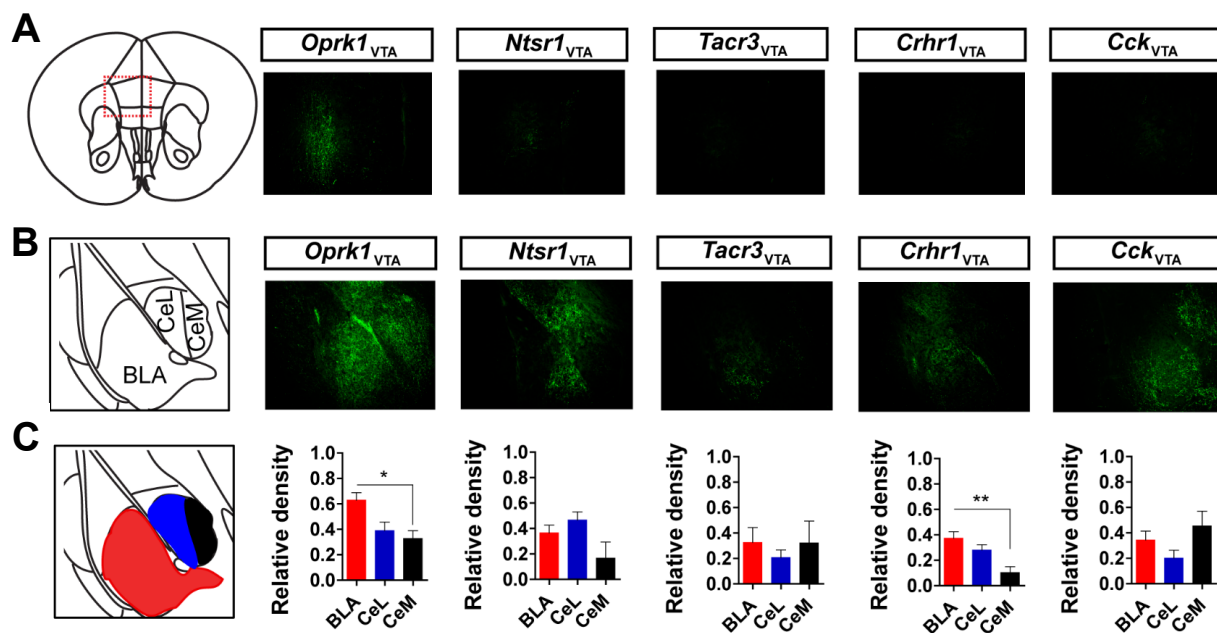 A
Oprk1VTA
Ntsr1VTA
Tacr3VTA
Crhr1VTA
CckVTA
B
Oprk1VTA
Ntsr1VTA
Tacr3VTA
Crhr1VTA
CckVTA
CeL
CeM
BLA
C
Relative density
1.0
0.8
0.6
0.4
0.2
0.0
*
BLA
CeL
CeM
Relative density
1.0
0.8
0.6
0.4
0.2
0.0
BLA
CeL
CeM
Relative density
1.0
0.8
0.6
0.4
0.2
0.0
BLA
CeL
CeM
Relative density
1.0
0.8
0.6
0.4
0.2
0.0
**
BLA
CeL
CeM
Relative density
1.0
0.8
0.6
0.4
0.2
0.0
BLA
CeL
CeM